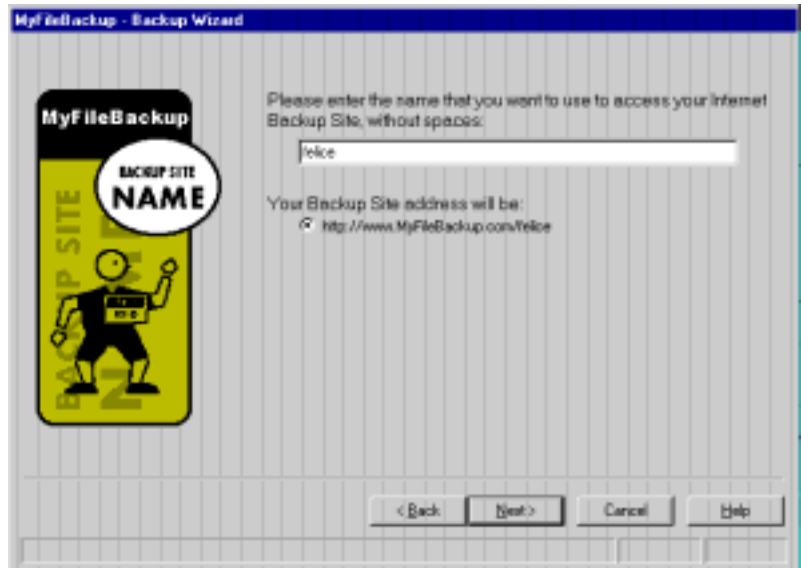 MyFileBackup - Backup Wizard
MyFileBackup
BACKUP SITE
NAME
BACKUP SITE
NAME
Please enter the name that you want to use to access your Internet
Backup Site, without spaces:
felice
Your Backup Site address will be:
http://www.MyFileBackup.com/felice
< Back
Next >
Cancel
Help